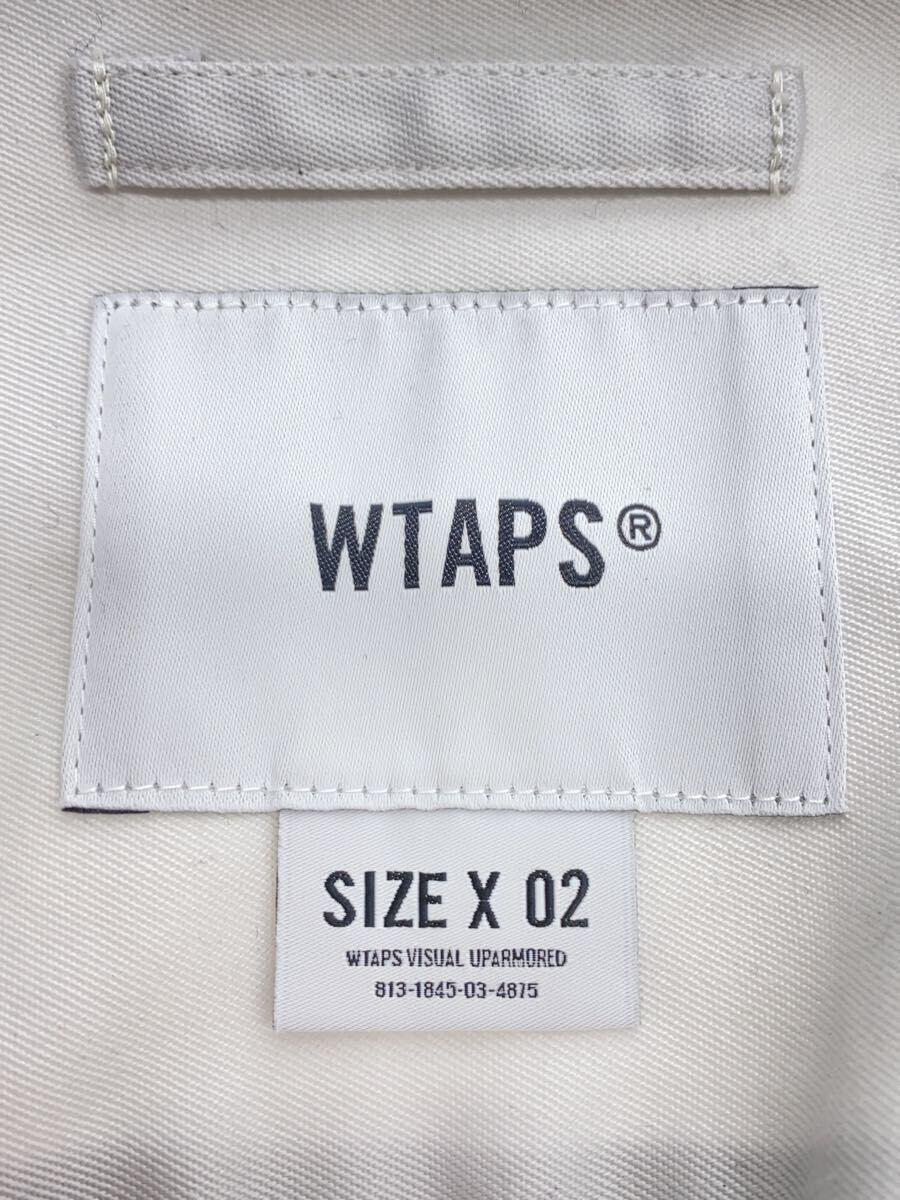 WTAPS®
SIZE X 02
WTAPS VISUAL UPARMORED
813-1845-03-4875